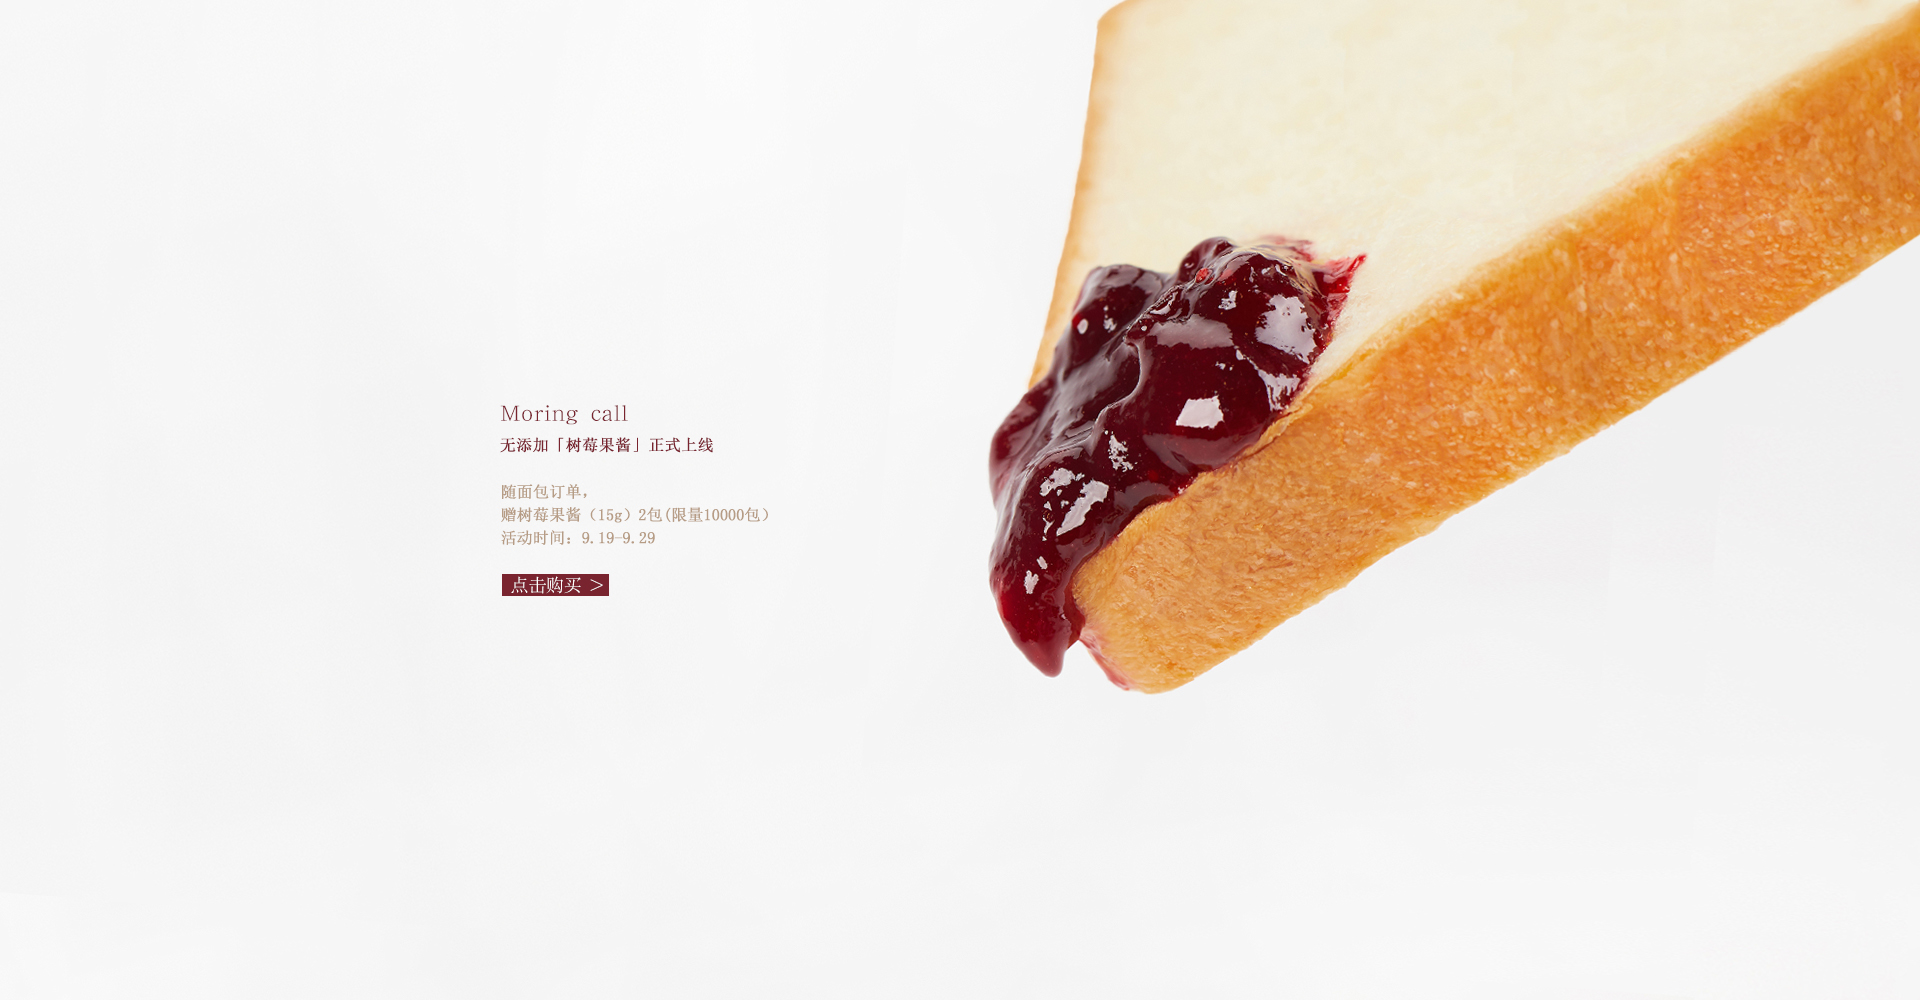 Moring call
无添加「树莓果酱」正式上线
随面包订单，
赠树莓果酱（15g）2包(限量10000包）
活动时间：9.19-9.29
点击购买 >